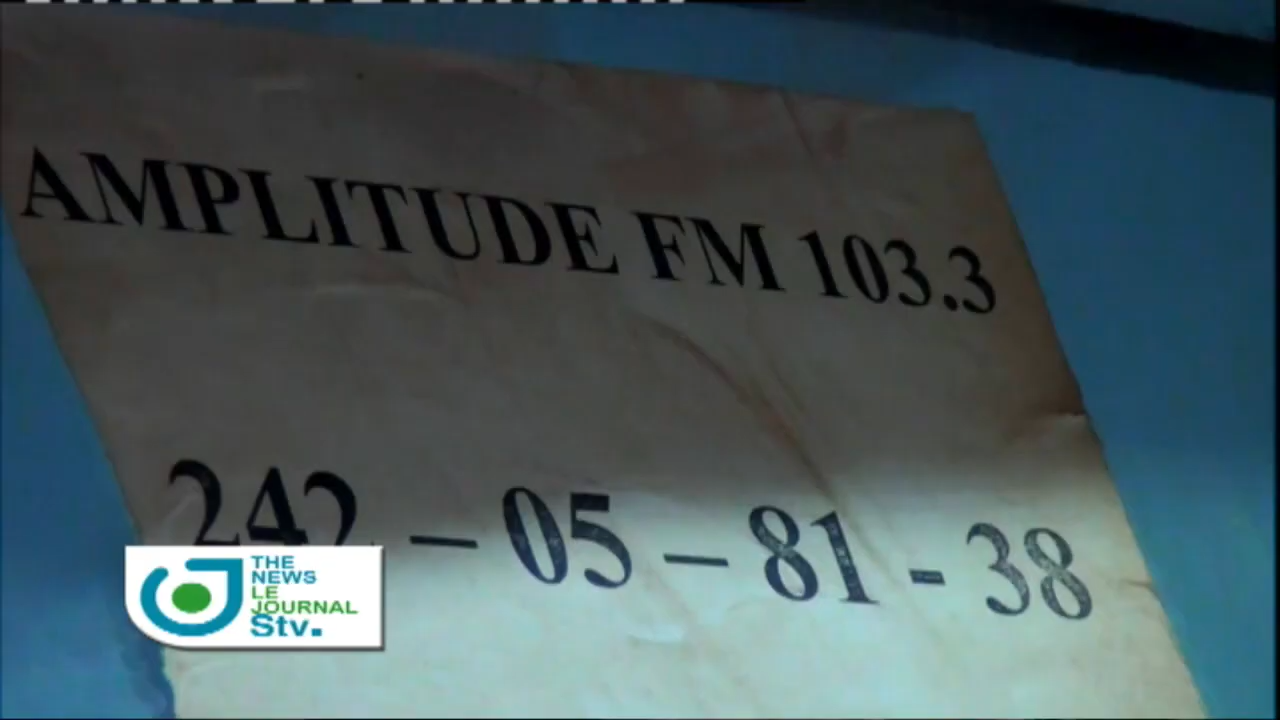 AMPLITUDE FM 103.3
242 – 05 – 81 - 38
THE
NEWS
LE
JOURNAL
Stv.